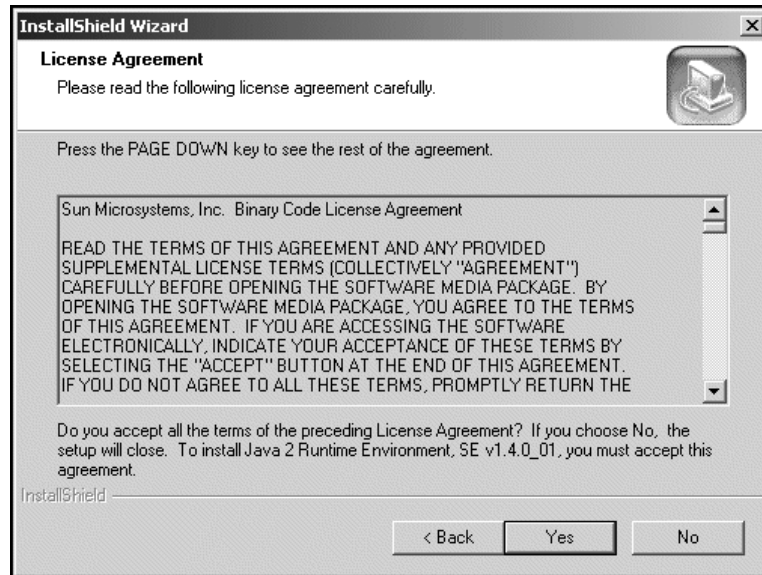 InstallShield Wizard
License Agreement
Please read the following license agreement carefully.
Press the PAGE DOWN key to see the rest of the agreement.
Sun Microsystems, Inc.  Binary Code License Agreement
READ THE TERMS OF THIS AGREEMENT AND ANY PROVIDED
SUPPLEMENTAL LICENSE TERMS (COLLECTIVELY "AGREEMENT")
CAREFULLY BEFORE OPENING THE SOFTWARE MEDIA PACKAGE.  BY
OPENING THE SOFTWARE MEDIA PACKAGE, YOU AGREE TO THE TERMS
OF THIS AGREEMENT.  IF YOU ARE ACCESSING THE SOFTWARE
ELECTRONICALLY, INDICATE YOUR ACCEPTANCE OF THESE TERMS BY
SELECTING THE "ACCEPT" BUTTON AT THE END OF THIS AGREEMENT.
IF YOU DO NOT AGREE TO ALL THESE TERMS, PROMPTLY RETURN THE
Do you accept all the terms of the preceding License Agreement?  If you choose No,  the
setup will close.  To install Java 2 Runtime Environment, SE v1.4.0_01, you must accept this
agreement.
InstallShield
< Back
Yes
No